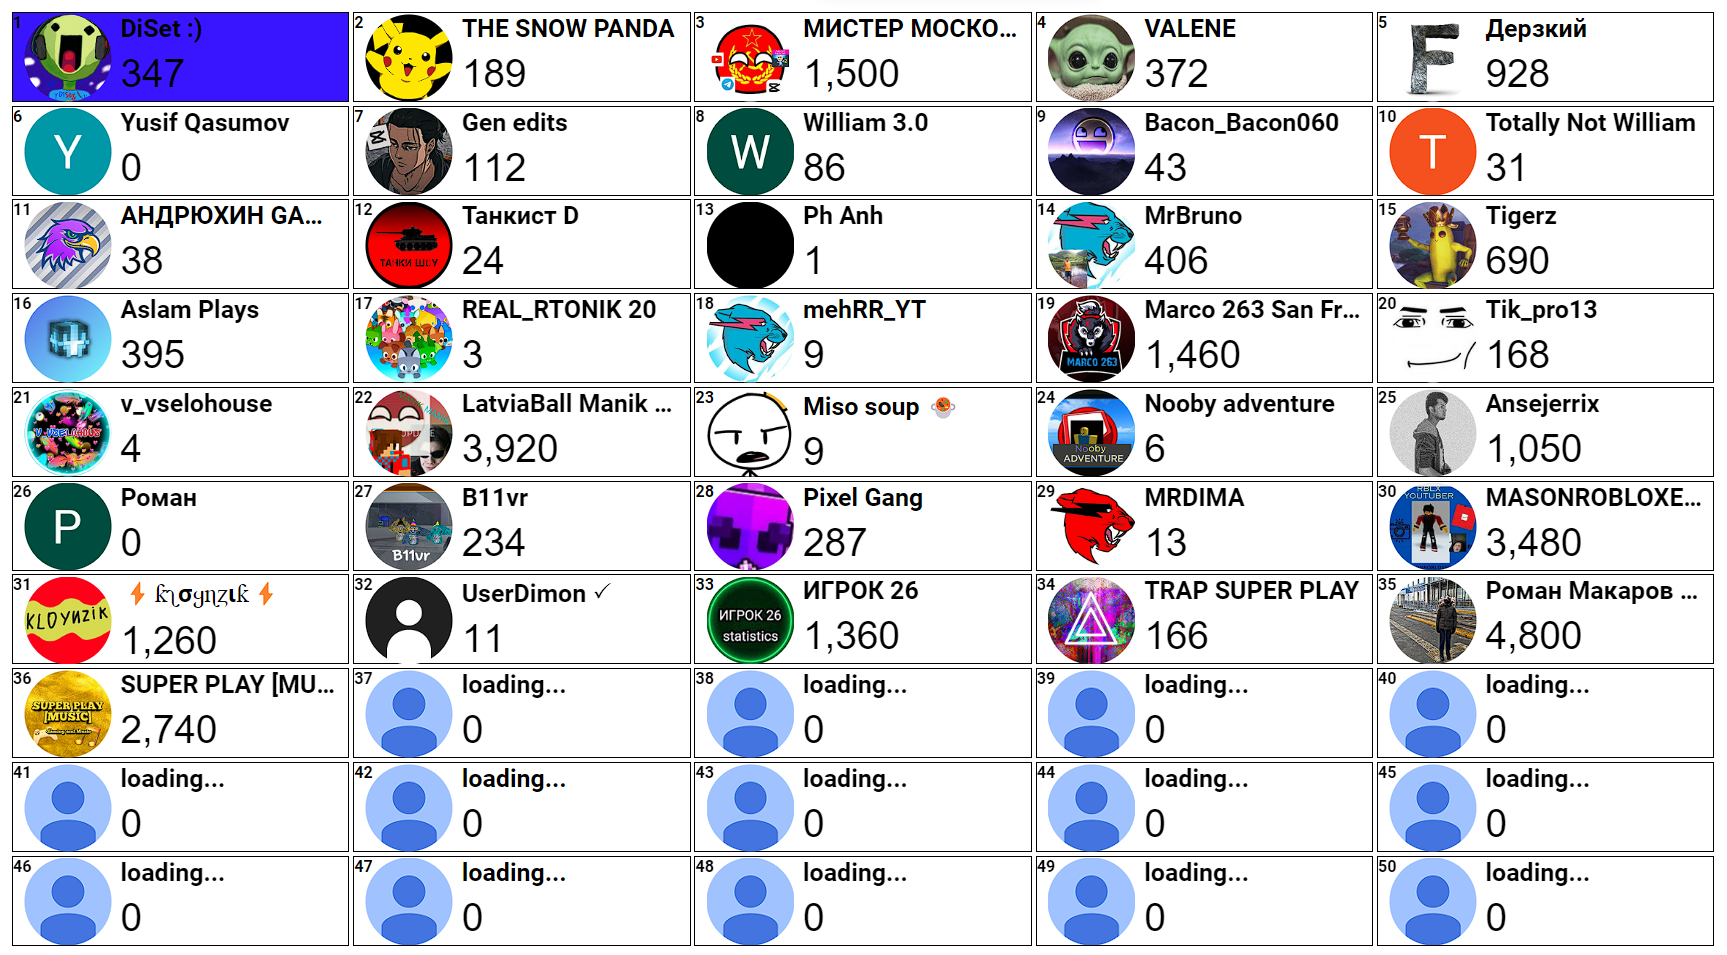 1
DiSet :)
347
2
THE SNOW PANDA
189
3
МИСТЕР МОСКО...
1,500
4
VALENE
372
5
Дерзкий
928
6
Y
Yusif Qasumov
0
7
Gen edits
112
8
W
William 3.0
86
9
Bacon_Bacon060
43
10
T
Totally Not William
31
11
АНДРЮХИН GA...
38
12
ТАНКИ ШОУ
Танкист D
24
13
Ph Anh
1
14
MrBruno
406
15
Tigerz
690
16
Aslam Plays
395
17
REAL_RTONIK 20
3
18
mehRR_YT
9
19
MARCO 263
Marco 263 San Fr...
1,460
20
Tik_pro13
168
21
V-VSELOHOUS
v_vselohouse
4
22
LatviaBall Manik ...
3,920
23
Miso soup 🍲
9
24
Nooby
ADVENTURE
Nooby adventure
6
25
Ansejerrix
1,050
26
P
Роман
0
27
B11vr
B11vr
234
28
Pixel Gang
287
29
MRDIMA
13
30
RBLX
YOUTUBER
MASONROBLOXE...
3,480
31
KLOYNZIK
⚡ ƙʅσყɳȥιƙ ⚡
1,260
32
UserDimon ✓
11
33
ИГРОК 26
statistics
ИГРОК 26
1,360
34
TRAP SUPER PLAY
166
35
Роман Макаров ...
4,800
36
SUPER PLAY
[MUSIC]
Gaming and Music
SUPER PLAY [MU...
2,740
37
loading...
0
38
loading...
0
39
loading...
0
40
loading...
0
41
loading...
0
42
loading...
0
43
loading...
0
44
loading...
0
45
loading...
0
46
loading...
0
47
loading...
0
48
loading...
0
49
loading...
0
50
loading...
0